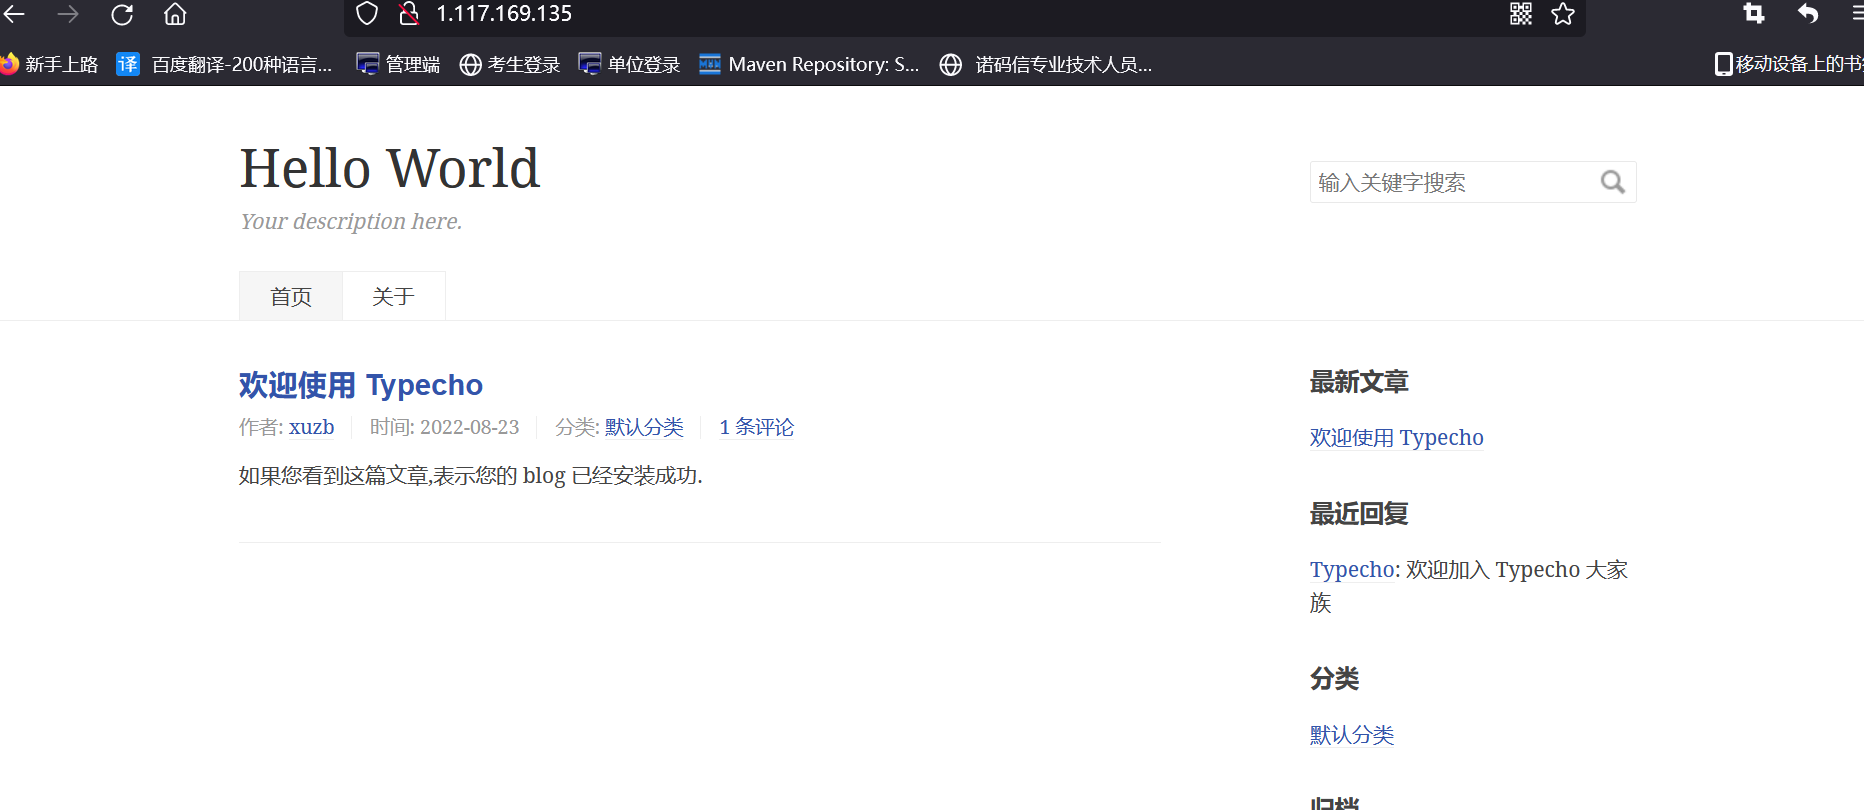 1.117.169.135
新手上路 译 百度翻译-200种语言... 管理端 考生登录 单位登录 Maven Repository: S... 诺码信专业技术人员... 移动设备上的书
Hello World
输入关键字搜索
Your description here.
首页 关于
欢迎使用 Typecho
作者: xuzb 时间: 2022-08-23 分类: 默认分类 1 条评论
如果您看到这篇文章,表示您的 blog 已经安装成功.
最新文章
欢迎使用 Typecho
最近回复
Typecho: 欢迎加入 Typecho 大家
族
分类
默认分类
归档